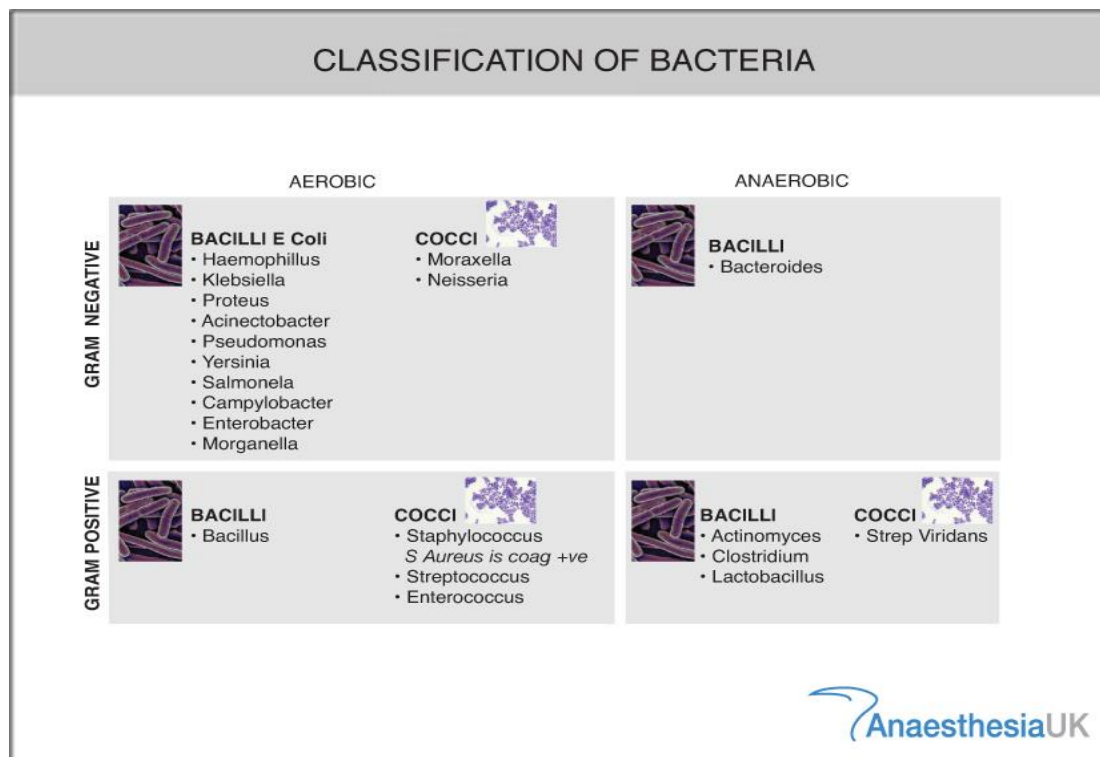 CLASSIFICATION OF BACTERIA
AEROBIC
ANAEROBIC
GRAM NEGATIVE
BACILLI E Coli
• Haemophillus
• Klebsiella
• Proteus
• Acinectobacter
• Pseudomonas
• Yersinia
• Salmonela
• Campylobacter
• Enterobacter
• Morganella
COCCI
• Moraxella
• Neisseria
BACILLI
• Bacteroides
GRAM POSITIVE
BACILLI
• Bacillus
COCCI
• Staphylococcus
S Aureus is coag +ve
• Streptococcus
• Enterococcus
BACILLI
• Actinomyces
• Clostridium
• Lactobacillus
COCCI
• Strep Viridans
AnaesthesiaUK